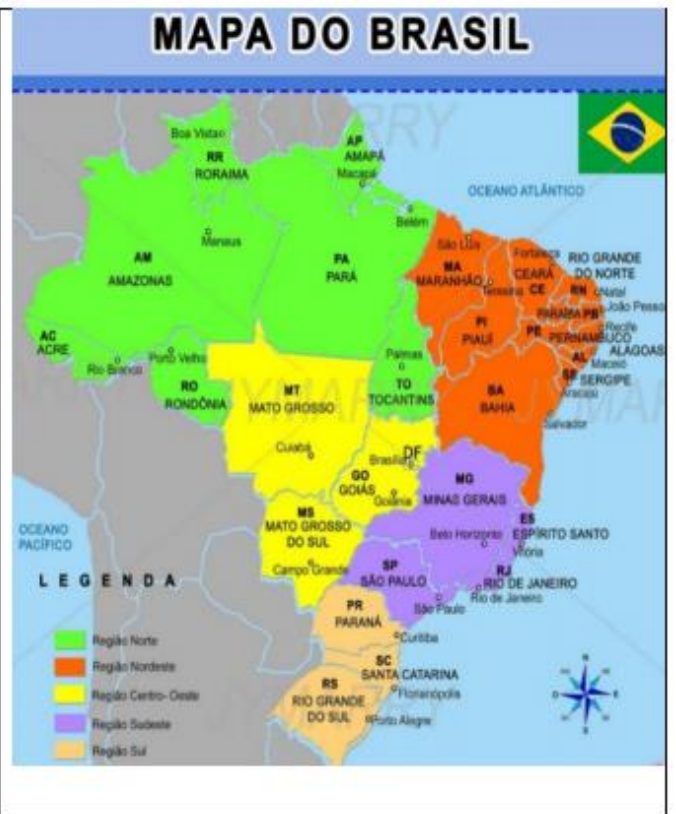 MAPA DO BRASIL
Boa Vista
RR
RORAIMA
AP
AMAPÁ
Macapá
OCEANO ATLÂNTICO
Belém
Manaus
AM
AMAZONAS
PA
PARÁ
São Luís
MA
MARANHÃO
Teresina
Fortaleza
CEARÁ
CE
RIO GRANDE
DO NORTE
RN
Natal
PARAÍBA PB
João Pesso
PI
PIAUÍ
PE
PERNAMBUCO
Recife
AL
ALAGOAS
Maceió
SE
SERGIPE
Aracaju
AC
ACRE
Rio Branco
Porto Velho
RO
RONDÔNIA
Palmas
TO
TOCANTINS
MT
MATO GROSSO
Cuiabá
BA
BAHIA
Salvador
DF
Brasília
GO
GOIÁS
Goiânia
MG
MINAS GERAIS
Belo Horizonte
ES
ESPÍRITO SANTO
Vitória
MS
MATO GROSSO
DO SUL
Campo Grande
SP
SÃO PAULO
São Paulo
RJ
RIO DE JANEIRO
Rio de Janeiro
OCEANO
PACÍFICO
PR
PARANÁ
Curitiba
SC
SANTA CATARINA
Florianópolis
RS
RIO GRANDE
DO SUL
Porto Alegre
LEGENDA
Região Norte
Região Nordeste
Região Centro- Oeste
Região Sudeste
Região Sul